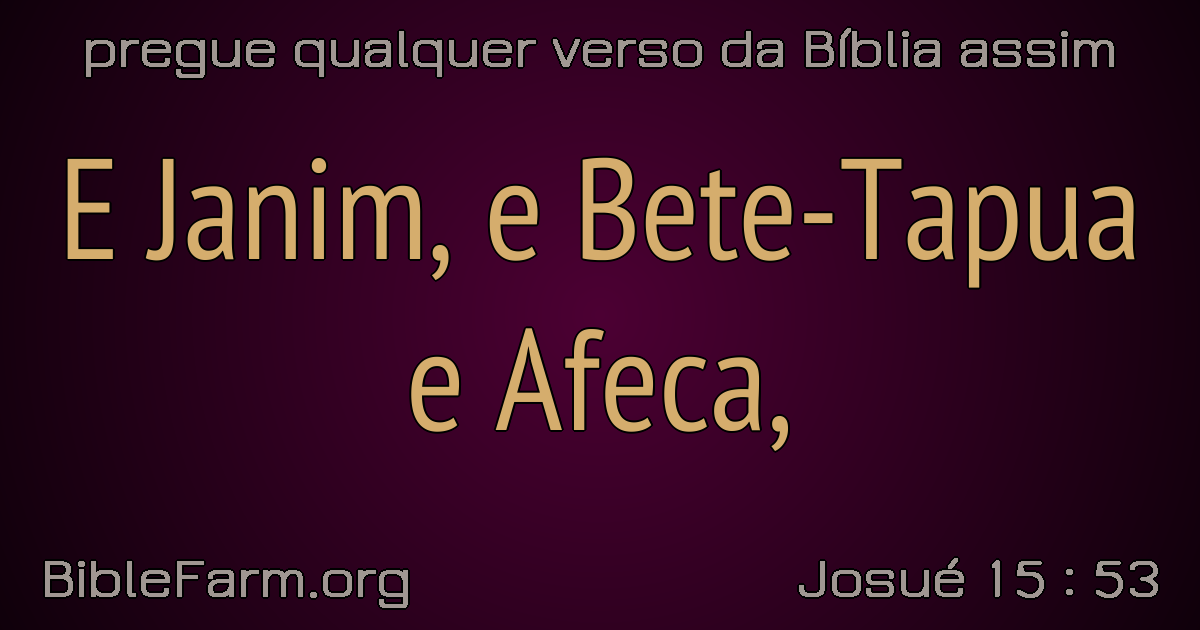 pregue qualquer verso da Bíblia assim
E Janim, e Bete-Tapua
e Afeca,
BibleFarm.org
Josué 15 : 53